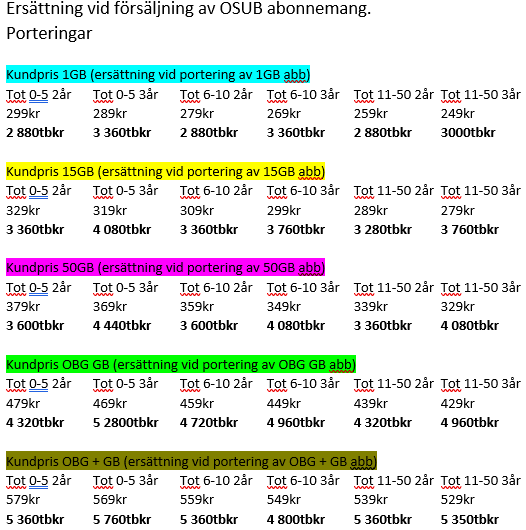 Ersättning vid försäljning av OSUB abonnemang.
Porteringar
Kundpris 1GB (ersättning vid portering av 1GB abb)
Tot 0-5 2år Tot 0-5 3år Tot 6-10 2år Tot 6-10 3år Tot 11-50 2år Tot 11-50 3år
299kr 289kr 279kr 269kr 259kr 249kr
2 880tbkr 3 360tbkr 2 880tbkr 3 360tbkr 2 880tbkr 3000tbkr
Kundpris 15GB (ersättning vid portering av 15GB abb)
Tot 0-5 2år Tot 0-5 3år Tot 6-10 2år Tot 6-10 3år Tot 11-50 2år Tot 11-50 3år
329kr 319kr 309kr 299kr 289kr 279kr
3 360tbkr 4 080tbkr 3 360tbkr 3 760tbkr 3 280tbkr 3 760tbkr
Kundpris 50GB (ersättning vid portering av 50GB abb)
Tot 0-5 2år Tot 0-5 3år Tot 6-10 2år Tot 6-10 3år Tot 11-50 2år Tot 11-50 3år
379kr 369kr 359kr 349kr 339kr 329kr
3 600tbkr 4 440tbkr 3 600tbkr 4 080tbkr 3 360tbkr 4 080tbkr
Kundpris OBG GB (ersättning vid portering av OBG GB abb)
Tot 0-5 2år Tot 0-5 3år Tot 6-10 2år Tot 6-10 3år Tot 11-50 2år Tot 11-50 3år
479kr 469kr 459kr 449kr 439kr 429kr
4 320tbkr 5 2800tbkr 4 720tbkr 4 960tbkr 4 320tbkr 4 960tbkr
Kundpris OBG + GB (ersättning vid portering av OBG + GB abb)
Tot 0-5 2år Tot 0-5 3år Tot 6-10 2år Tot 6-10 3år Tot 11-50 2år Tot 11-50 3år
579kr 569kr 559kr 549kr 539kr 529kr
5 360tbkr 5 760tbkr 5 360tbkr 4 800tbkr 5 360tbkr 5 350tbkr